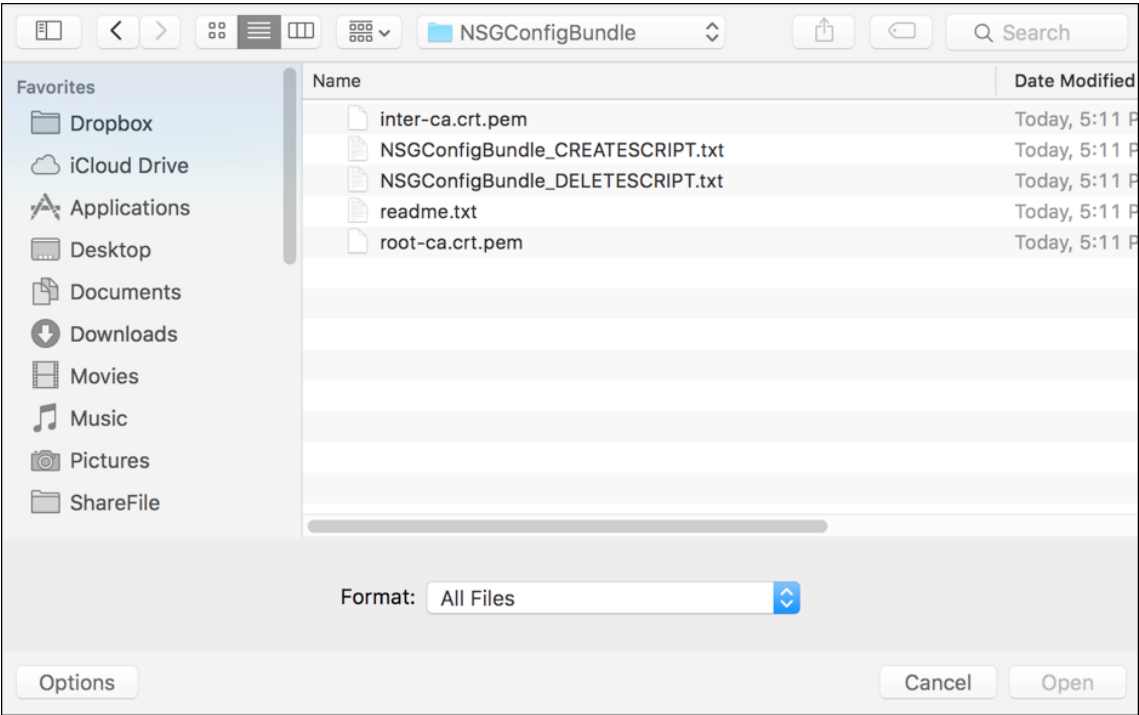 NSGConfigBundle
Search
Favorites
Dropbox
iCloud Drive
Applications
Desktop
Documents
Downloads
Movies
Music
Pictures
ShareFile
Name Date Modified
inter-ca.crt.pem Today, 5:11 P
NSGConfigBundle_CREATESCRIPT.txt Today, 5:11 P
NSGConfigBundle_DELETESCRIPT.txt Today, 5:11 P
readme.txt Today, 5:11 P
root-ca.crt.pem Today, 5:11 P
Format: All Files
Options Cancel Open